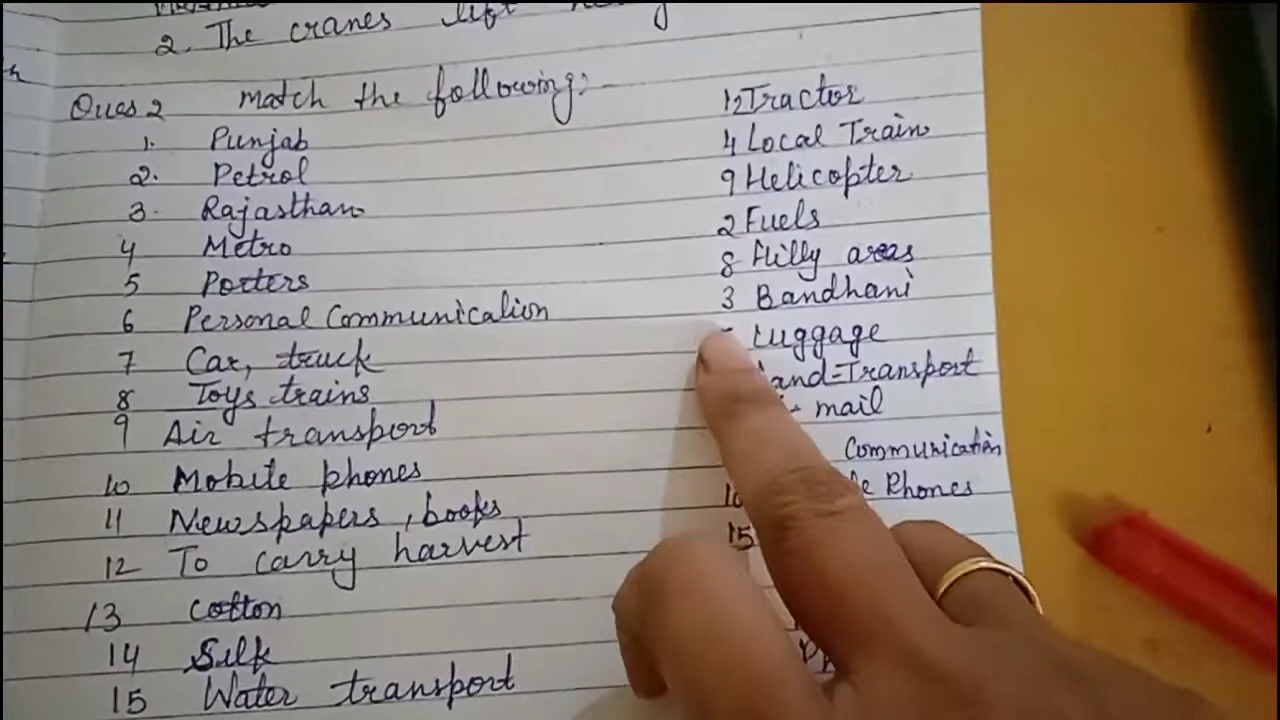 2. The cranes lift
Ques 2 Match the following:-
1. Punjab
2. Petrol
3. Rajasthan
4 Metro
5 Porters
6 Personal Communication
7 Car, truck
8 Toys trains
9 Air transport
10 Mobile phones
11 Newspapers, books
12 To carry harvest
13 Cotton
14 Silk
15 Water transport
12 Tractor
4 Local Train
9 Helicopter
2 Fuels
8 Hilly areas
3 Bandhani
Luggage
and-Transport
- mail
Communication
10 Phones
15